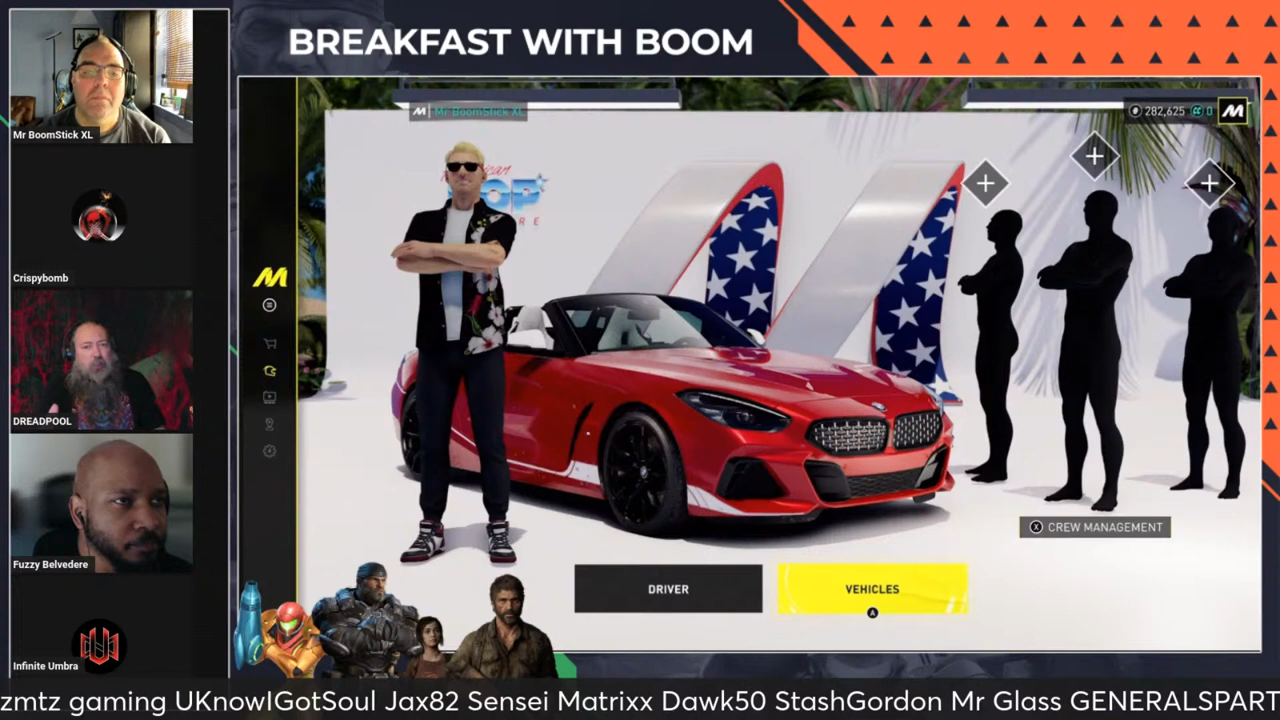 BREAKFAST WITH BOOM
Mr BoomStick XL
Mr BoomStick XL
282,625
0
Crispybomb
DREADPOOL
Fuzzy Belvedere
Infinite Umbra
X CREW MANAGEMENT
DRIVER
VEHICLES
A
zmtz gaming UKnowIGotSoul Jax82 Sensei Matrixx Dawk50 StashGordon Mr Glass GENERALSPART